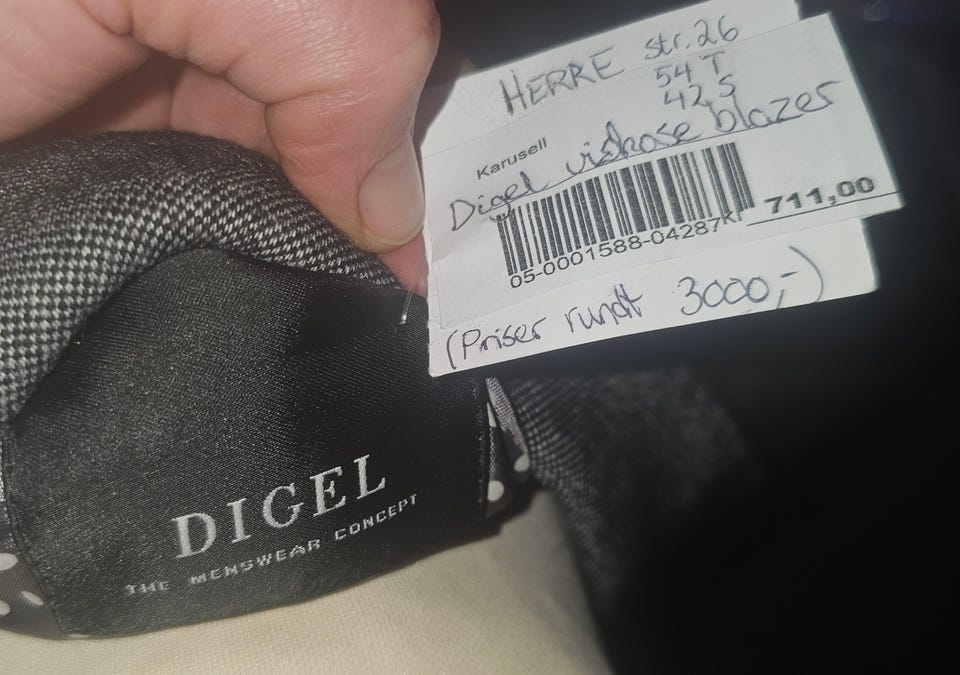 HERRE str. 26
54 T
42,S
Karusell
Digel viskose blazer
Kr 711,00
05-0001588-04287
(Priser rundt 3000,-)
DIGEL
THE MENSWEAR CONCEPT